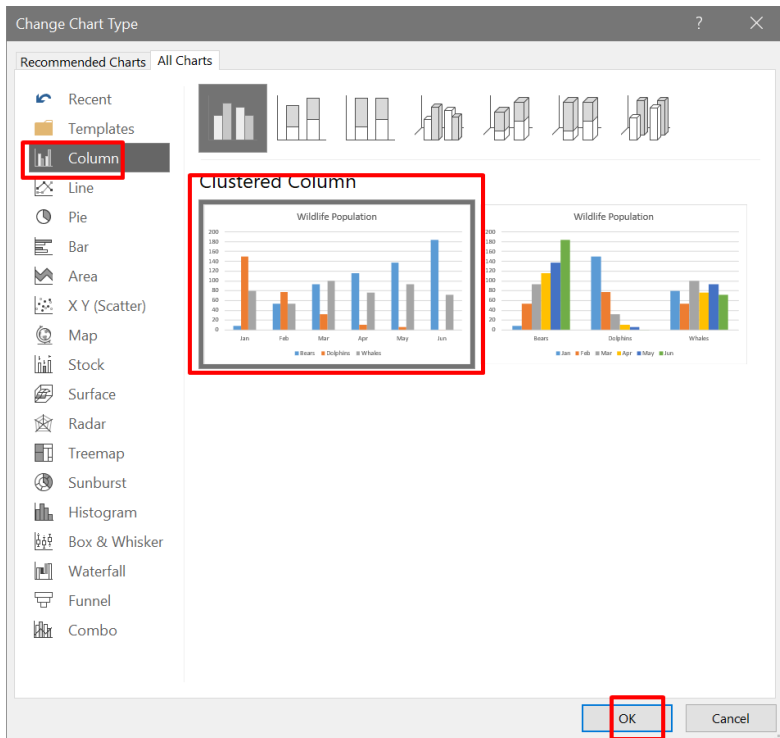 Change Chart Type
?
Recommended Charts
All Charts
Recent
Templates
Column
Line
Pie
Bar
Area
X Y (Scatter)
Map
Stock
Surface
Radar
Treemap
Sunburst
Histogram
Box & Whisker
Waterfall
Funnel
Combo
Clustered Column
Wildlife Population
200
180
160
140
120
100
80
60
40
20
0
Jan Feb Mar Apr May Jun
Bears Dolphins Whales
Wildlife Population
200
180
160
140
120
100
80
60
40
20
0
Bears Dolphins Whales
Jan Feb Mar Apr May Jun
OK
Cancel